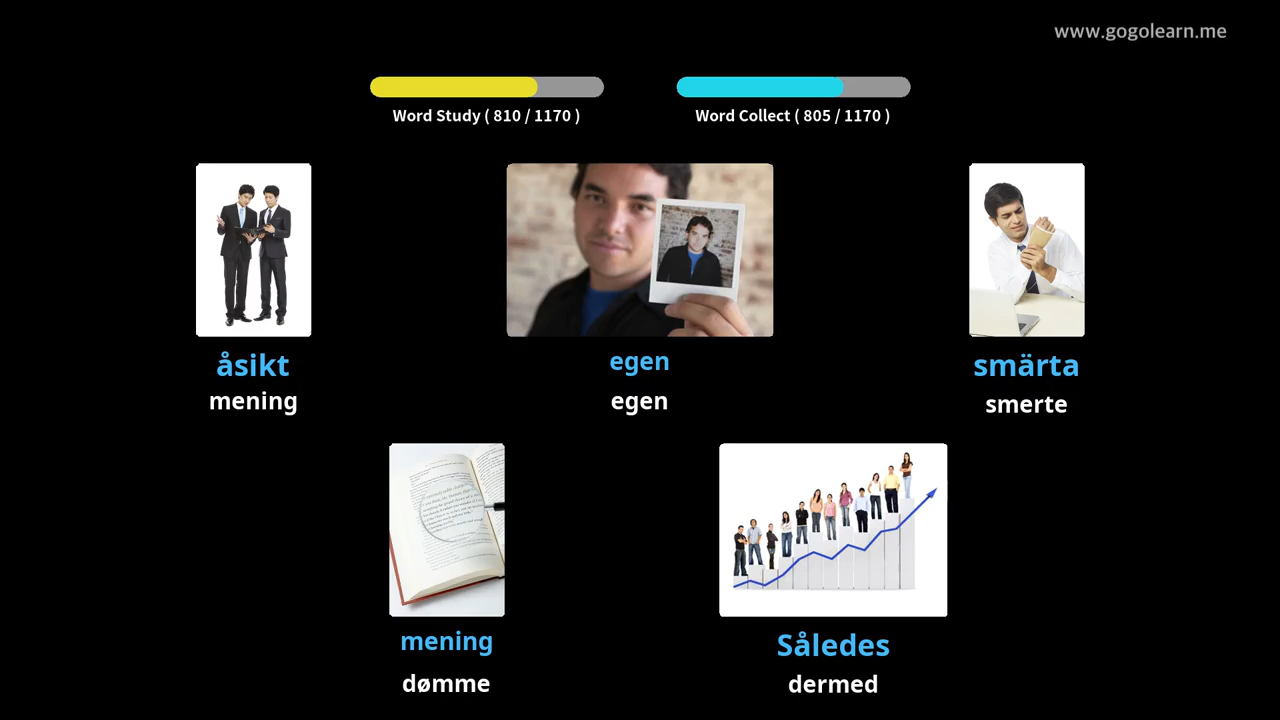 www.gogolearn.me
Word Study ( 810 / 1170 )
Word Collect ( 805 / 1170 )
åsikt
mening
egen
egen
smärta
smerte
mening
dømme
Således
dermed